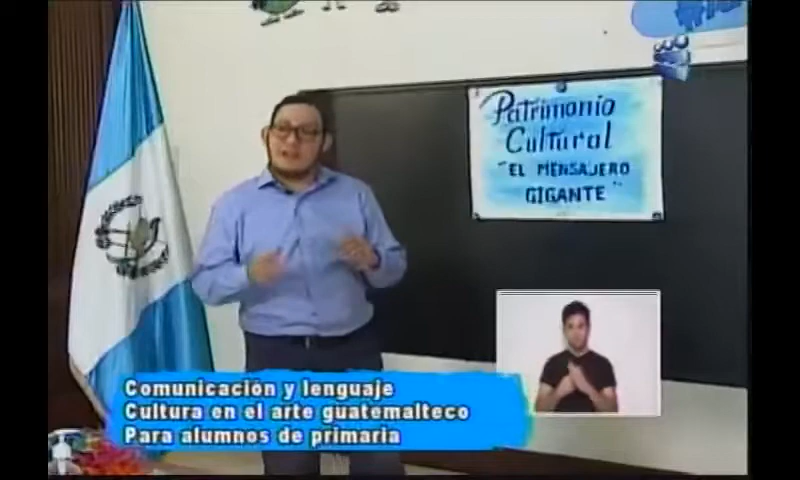 Patrimonio
Cultural
"EL MENSAJERO
GIGANTE"
Comunicación y lenguaje
Cultura en el arte guatemalteco
Para alumnos de primaria